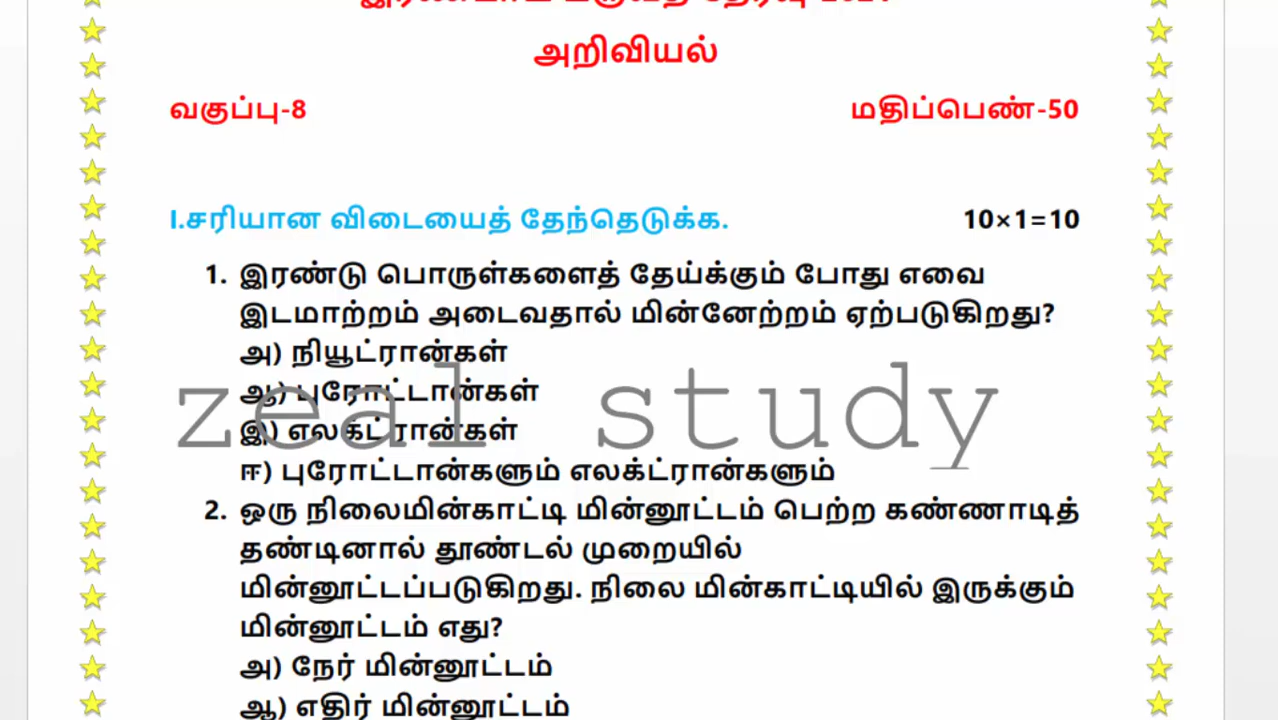 அறிவியல்
வகுப்பு-8 மதிப்பெண்-50
I.சரியான விடையைத் தேந்தெடுக்க. 10×1=10
1. இரண்டு பொருள்களைத் தேய்க்கும் போது எவை
இடமாற்றம் அடைவதால் மின்னேற்றம் ஏற்படுகிறது?
அ) நியூட்ரான்கள்
ஆ) புரோட்டான்கள்
இ) எலக்ட்ரான்கள்
zeal study
ஈ) புரோட்டான்களும் எலக்ட்ரான்களும்
2. ஒரு நிலைமின்காட்டி மின்னூட்டம் பெற்ற கண்ணாடித்
தண்டினால் தூண்டல் முறையில்
மின்னூட்டப்படுகிறது. நிலை மின்காட்டியில் இருக்கும்
மின்னூட்டம் எது?
அ) நேர் மின்னூட்டம்
ஆ) எதிர் மின்னூட்டம்